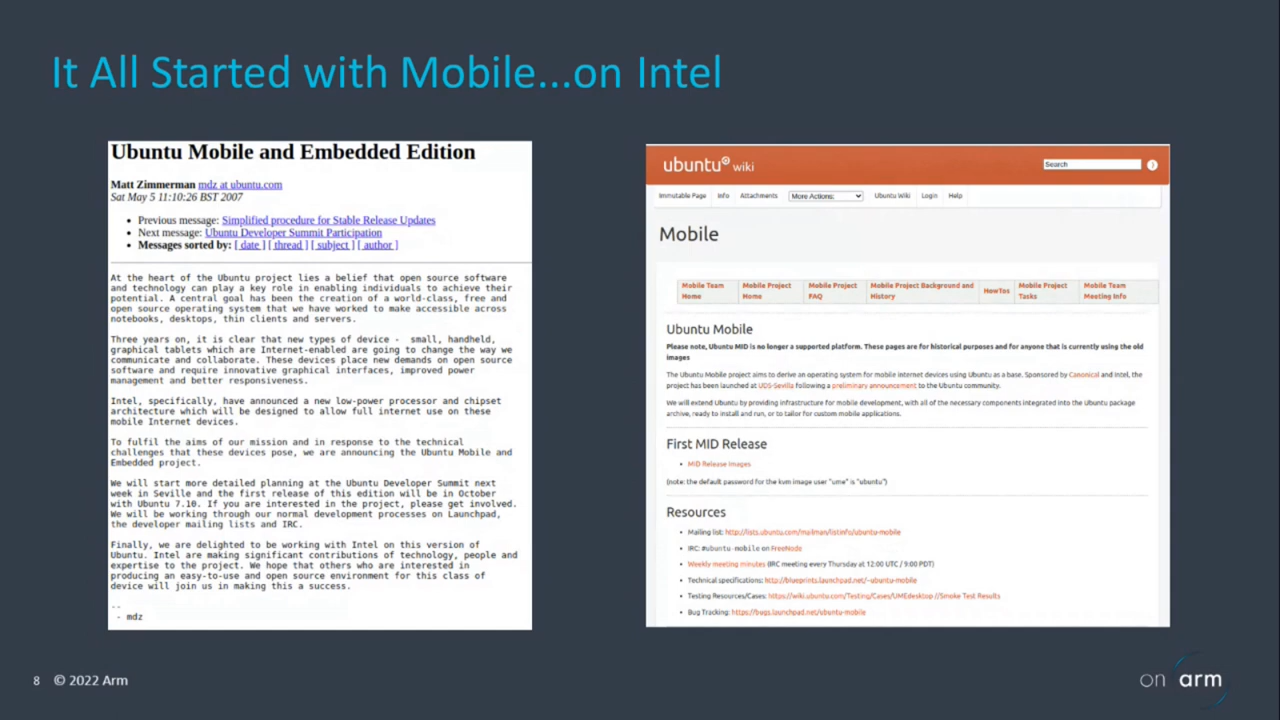 It All Started with Mobile...on Intel
Ubuntu Mobile and Embedded Edition
Matt Zimmerman mdz at ubuntu.com
Sat May 5 11:10:26 BST 2007
• Previous message: Simplified procedure for Stable Release Updates
• Next message: Ubuntu Developer Summit Participation
• Messages sorted by: [ date ] [ thread ] [ subject ] [ author ]
At the heart of the Ubuntu project lies a belief that open source software
and technology can play a key role in enabling individuals to achieve their
potential. A central goal has been the creation of a world-class, free and
open source operating system that we have worked to make accessible across
notebooks, desktops, thin clients and servers.
Three years on, it is clear that new types of device - small, handheld,
graphical tablets which are Internet-enabled are going to change the way we
communicate and collaborate. These devices place new demands on open source
software and require innovative graphical interfaces, improved power
management and better responsiveness.
Intel, specifically, have announced a new low-power processor and chipset
architecture which will be designed to allow full internet use on these
mobile Internet devices.
To fulfil the aims of our mission and in response to the technical
challenges that these devices pose, we are announcing the Ubuntu Mobile and
Embedded project.
We will start more detailed planning at the Ubuntu Developer Summit next
week in Seville and the first release of this edition will be in October
with Ubuntu 7.10. If you are interested in the project, please get involved.
We will be working through our normal development processes on Launchpad,
the developer mailing lists and IRC.
Finally, we are delighted to be working with Intel on this version of
Ubuntu. Intel are making significant contributions of technology, people and
expertise to the project. We hope that others who are interested in
producing an easy-to-use and open source environment for this class of
device will join us in making this a success.
--
- mdz
ubuntu wiki
Search
Immutable Page Info Attachments More Actions: Ubuntu Wiki Login Help
Mobile
Mobile Team Home Mobile Project Home Mobile Project FAQ Mobile Project Background and History HowTos Mobile Project Tasks Mobile Team Meeting Info
Ubuntu Mobile
Please note, Ubuntu MID is no longer a supported platform. These pages are for historical purposes and for anyone that is currently using the old
images
The Ubuntu Mobile project aims to derive an operating system for mobile internet devices using Ubuntu as a base. Sponsored by Canonical and Intel, the
project has been launched at UDS-Sevilla following a preliminary announcement to the Ubuntu community.
We will extend Ubuntu by providing infrastructure for mobile development, with all of the necessary components integrated into the Ubuntu package
archive, ready to install and run, or to tailor for custom mobile applications.
First MID Release
• MID Release Images
(note: the default password for the kvm image user "ume" is "ubuntu")
Resources
• Mailing list: http://lists.ubuntu.com/mailman/listinfo/ubuntu-mobile
• IRC: #ubuntu-mobile on FreeNode
• Weekly meeting minutes (IRC meeting every Thursday at 12:00 UTC / 9:00 PDT)
• Technical specifications: http://blueprints.launchpad.net/~ubuntu-mobile
• Testing Resources/Cases: https://wiki.ubuntu.com/Testing/Cases/UMEdesktop //Smoke Test Results
• Bug Tracking: https://bugs.launchpad.net/ubuntu-mobile
8 © 2022 Arm
on arm